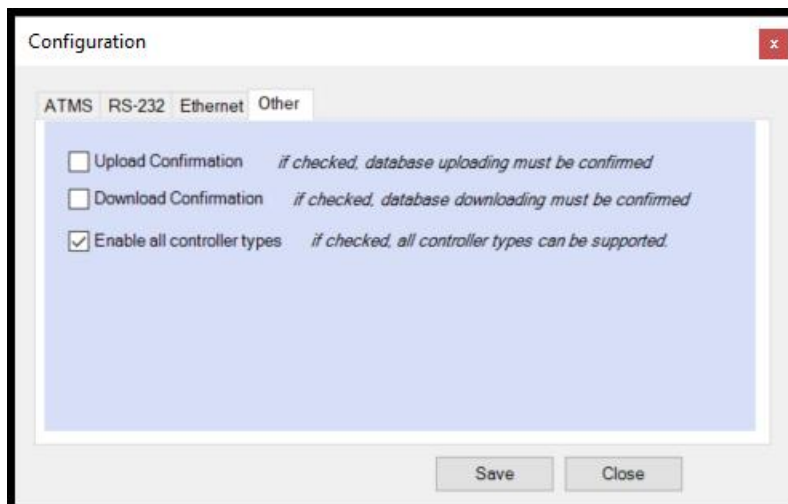 Configuration
x
ATMS RS-232 Ethernet Other
Upload Confirmation if checked, database uploading must be confirmed
Download Confirmation if checked, database downloading must be confirmed
Enable all controller types if checked, all controller types can be supported.
Save Close